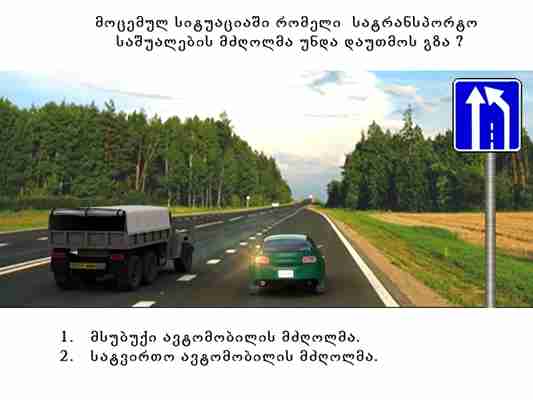 მოცემულ სიტუაციაში რომელი სატრანსპორტო
საშუალების მძღოლმა უნდა დაუთმოს გზა ?
1. მსუბუქი ავტომობილის მძღოლმა.
2. სატვირთო ავტომობილის მძღოლმა.